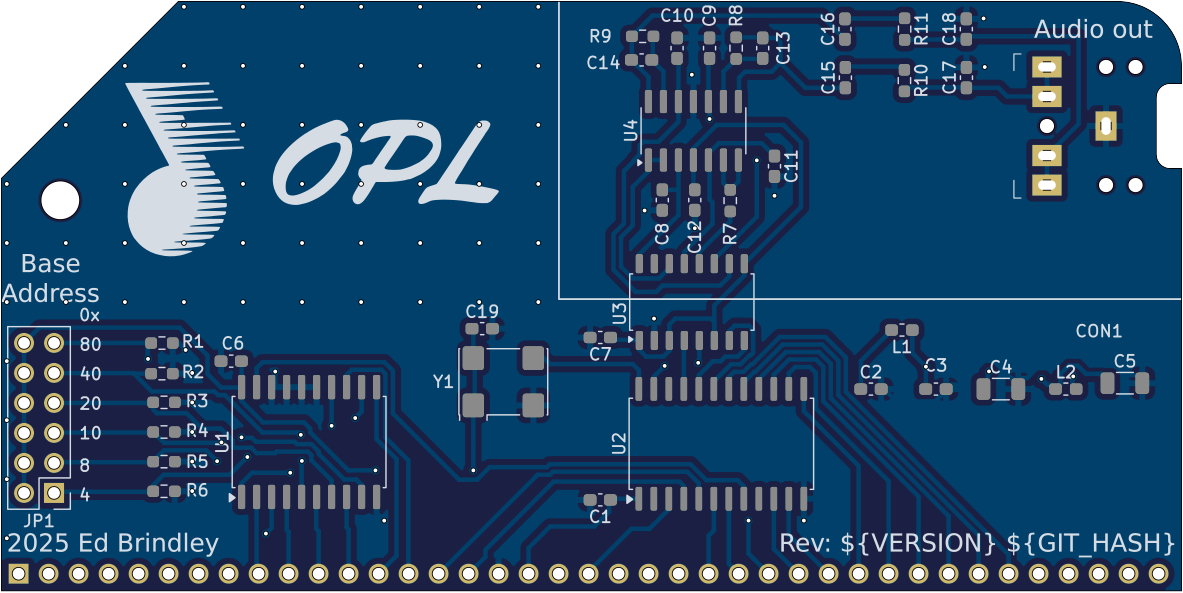 C10
C9
R8
C16
R11
C18
Audio out
R9
C14
C13
C15
R10
C17
OPL
U4
C11
C8
C12
R7
Base
Address
0x
80
40
20
10
8
4
JP1
R1
R2
R3
R4
R5
R6
C6
U1
C19
Y1
U3
C7
U2
C1
L1
CON1
C2
C3
C4
L2
C5
2025 Ed Brindley
Rev: ${VERSION} ${GIT_HASH}